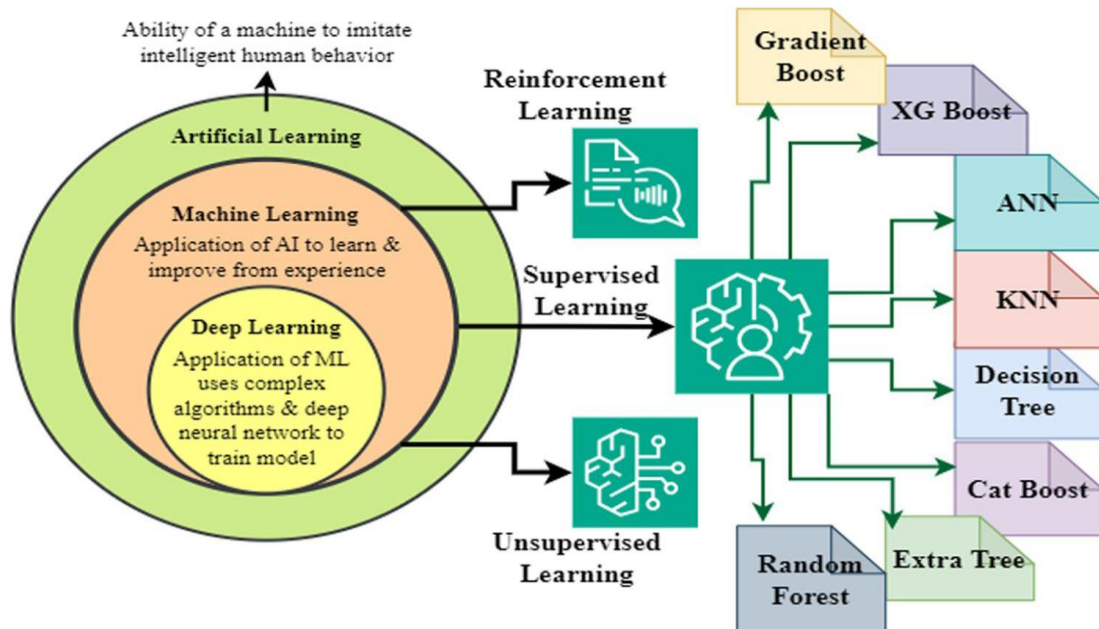 Ability of a machine to imitate
intelligent human behavior
Artificial Learning
Machine Learning
Application of AI to learn &
improve from experience
Deep Learning
Application of ML
uses complex
algorithms & deep
neural network to
train model
Reinforcement
Learning
Supervised
Learning
Unsupervised
Learning
Gradient
Boost
XG Boost
ANN
KNN
Decision
Tree
Cat Boost
Extra Tree
Random
Forest